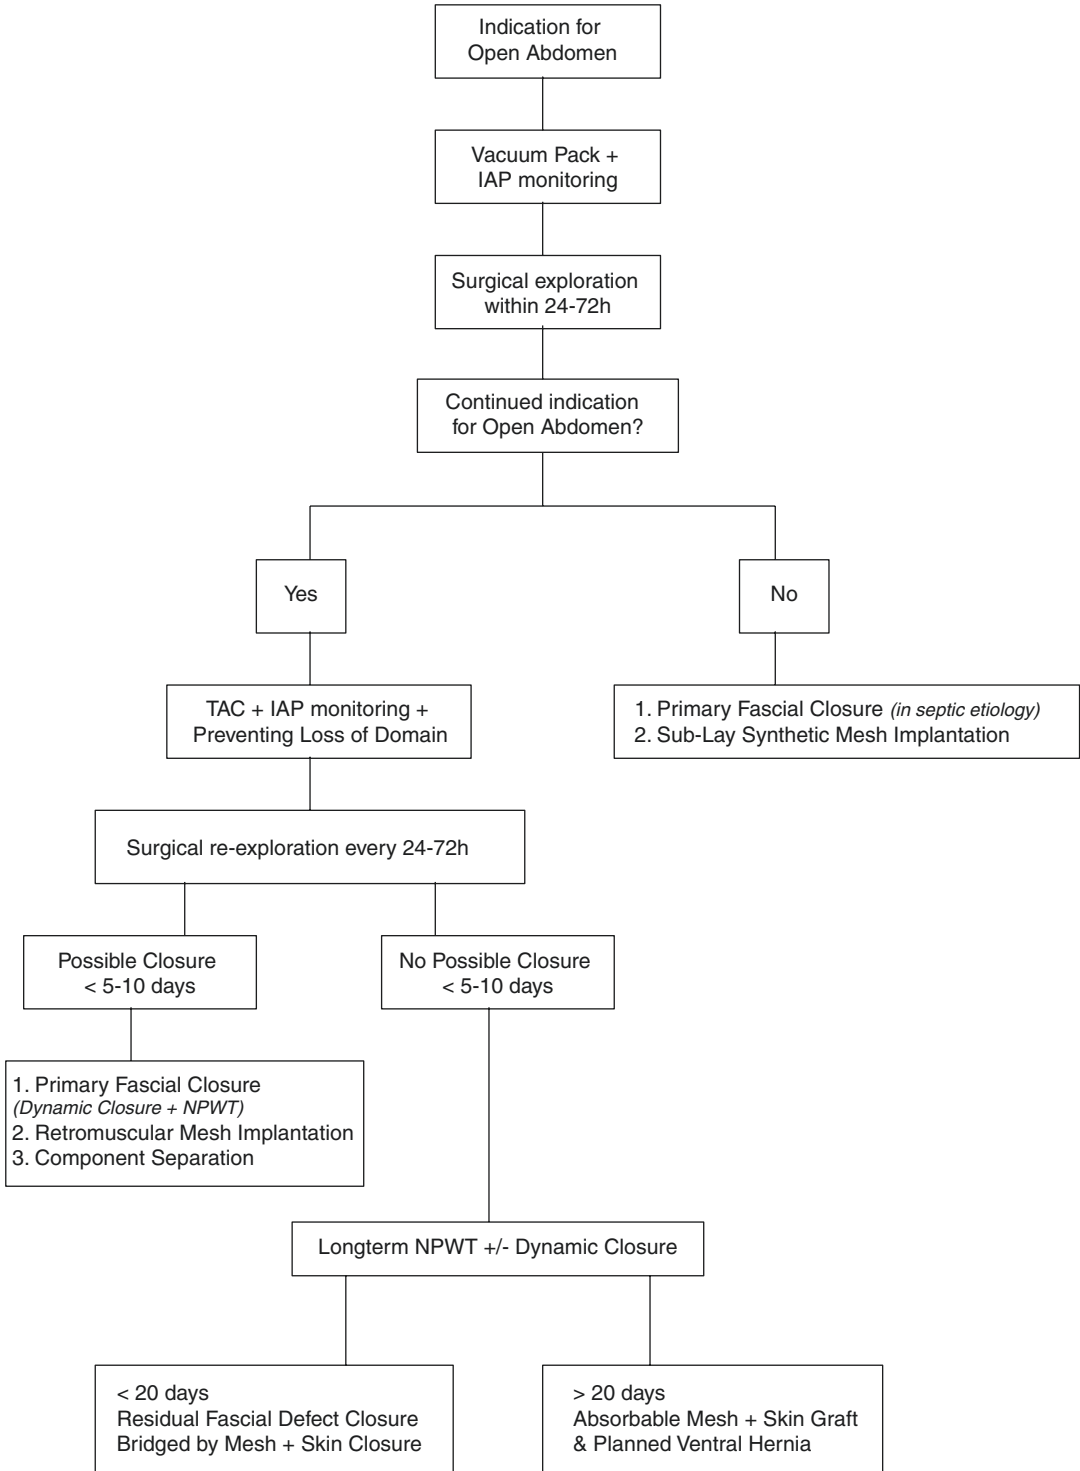 Indication for
Open Abdomen
Vacuum Pack +
IAP monitoring
Surgical exploration
within 24-72h
Continued indication
for Open Abdomen?
Yes
No
TAC + IAP monitoring +
Preventing Loss of Domain
1. Primary Fascial Closure (in septic etiology)
2. Sub-Lay Synthetic Mesh Implantation
Surgical re-exploration every 24-72h
Possible Closure
< 5-10 days
No Possible Closure
< 5-10 days
1. Primary Fascial Closure
(Dynamic Closure + NPWT)
2. Retromuscular Mesh Implantation
3. Component Separation
Longterm NPWT +/- Dynamic Closure
< 20 days
Residual Fascial Defect Closure
Bridged by Mesh + Skin Closure
> 20 days
Absorbable Mesh + Skin Graft
& Planned Ventral Hernia